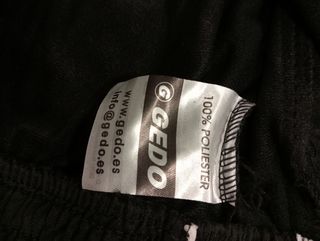 100% POLIESTER
G GEDO
www.gedo.es
info@gedo.es